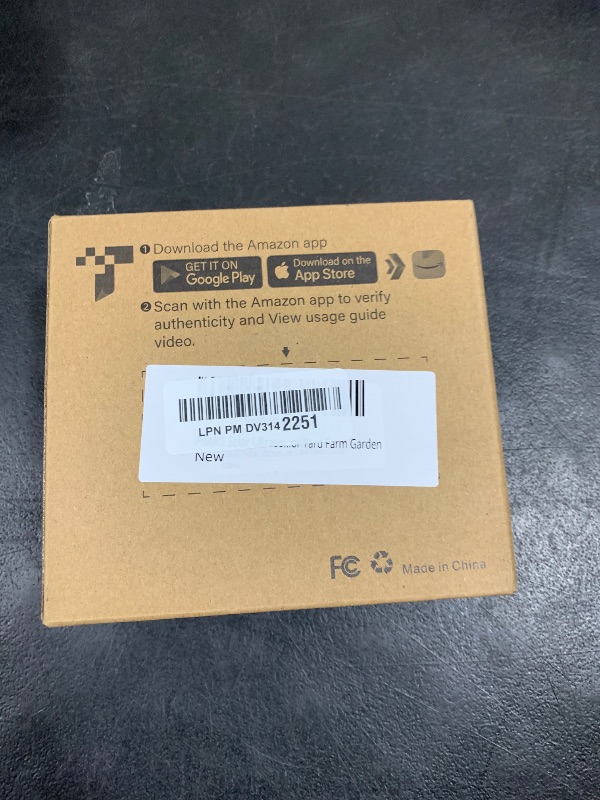 ❶ Download the Amazon app
GET IT ON
Google Play
Download on the
App Store
❷ Scan with the Amazon app to verify
authenticity and View usage guide
video.
LPN PM DV314 2251
Yard Farm Garden
New
FC
Made in China